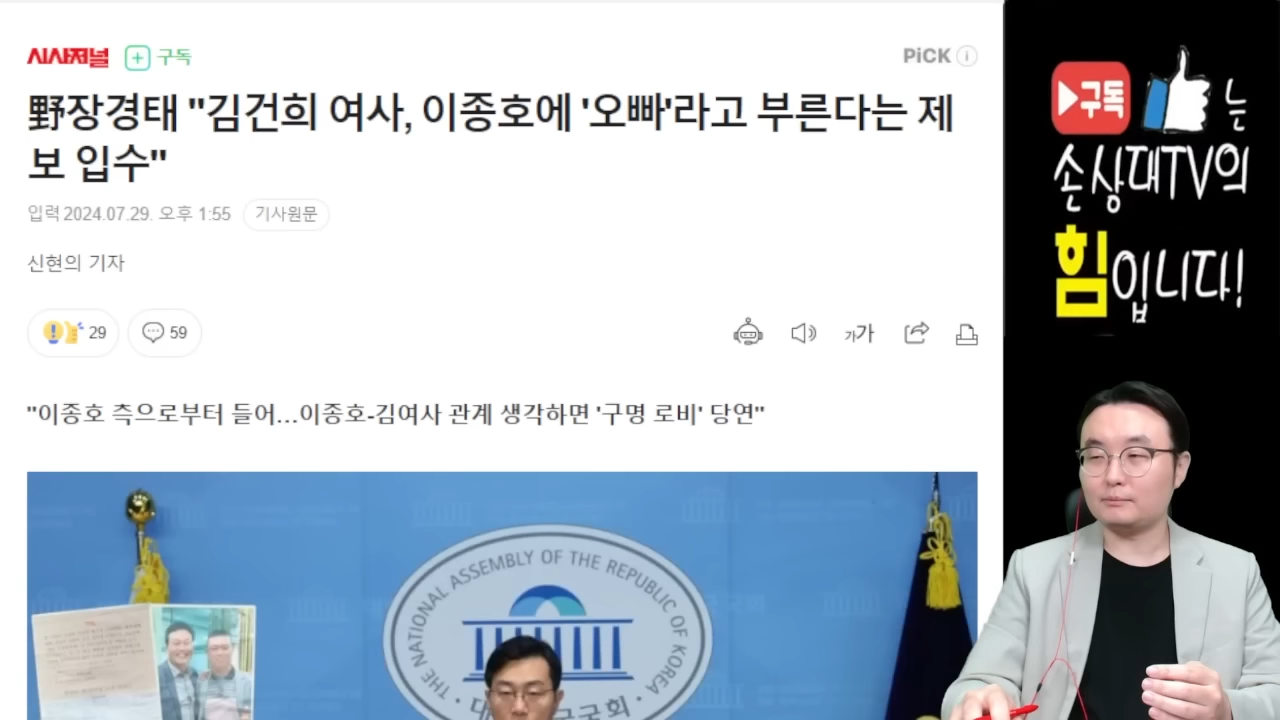 시사저널
구독
PiCK
野장경태 "김건희 여사, 이종호에 '오빠'라고 부른다는 제
보 입수"
입력 2024.07.29. 오후 1:55
기사원문
신현의 기자
29
59
가가
"이종호 측으로부터 들어…이종호-김여사 관계 생각하면 '구명 로비' 당연"
THE NATIONAL ASSEMBLY OF THE REPUBLIC OF KOREA
구독 는
손상대TV의
힘입니다!